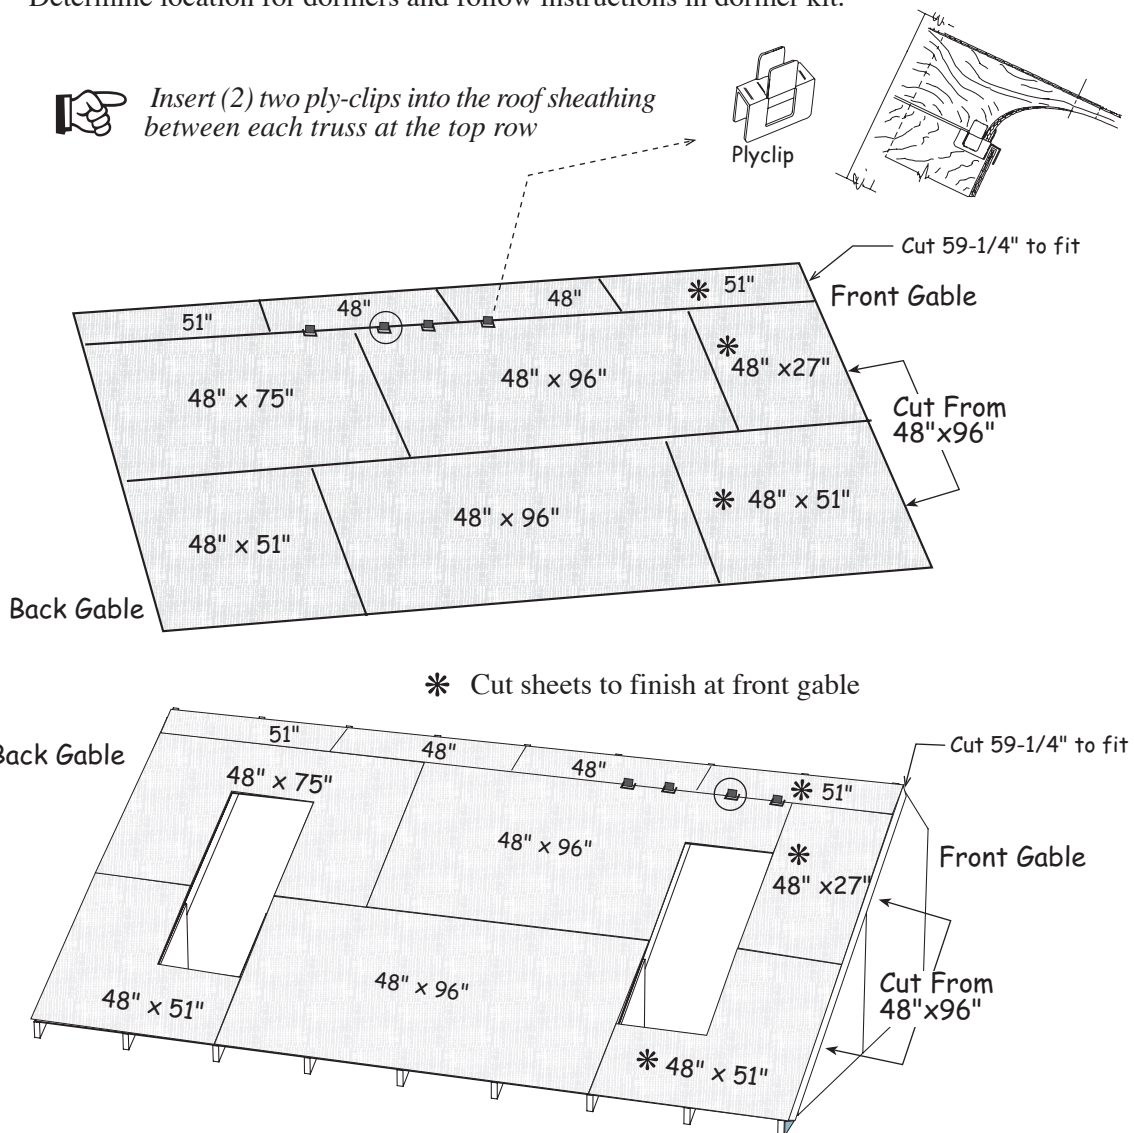 Determine location for dormers and follow instructions in dormer kit.
Insert (2) two ply-clips into the roof sheathing
between each truss at the top row
Plyclip
Cut 59-1/4" to fit
Front Gable
51"
48"
48"
51"
48" x 75"
48" x 96"
48" x27"
Cut From
48"x96"
48" x 51"
48" x 96"
48" x 51"
Back Gable
Cut sheets to finish at front gable
Back Gable
51"
48"
48"
51"
Cut 59-1/4" to fit
48" x 75"
48" x 96"
48" x27"
Front Gable
48" x 51"
48" x 96"
48" x 51"
Cut From
48"x96"